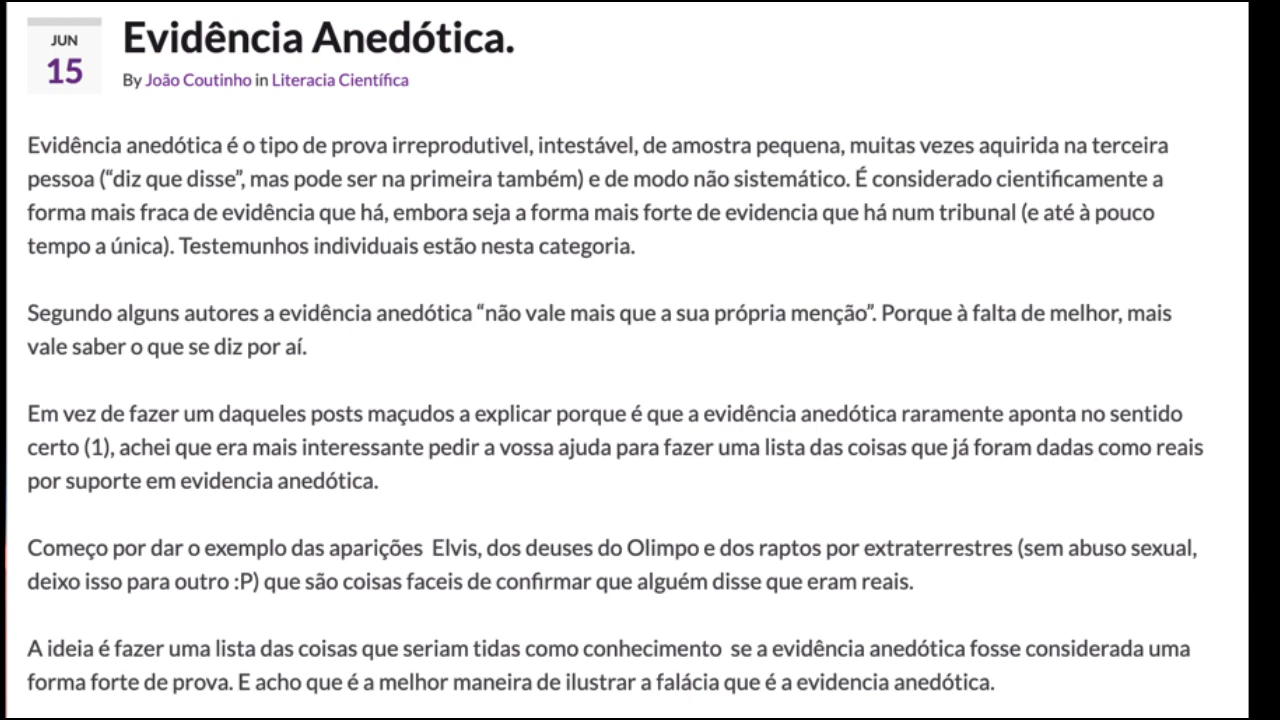 JUN
15
Evidência Anedótica.
By João Coutinho in Literacia Científica
Evidência anedótica é o tipo de prova irreprodutivel, intestável, de amostra pequena, muitas vezes aquirida na terceira
pessoa (“diz que disse”, mas pode ser na primeira também) e de modo não sistemático. É considerado cientificamente a
forma mais fraca de evidência que há, embora seja a forma mais forte de evidencia que há num tribunal (e até à pouco
tempo a única). Testemunhos individuais estão nesta categoria.
Segundo alguns autores a evidência anedótica “não vale mais que a sua própria menção”. Porque à falta de melhor, mais
vale saber o que se diz por aí.
Em vez de fazer um daqueles posts maçudos a explicar porque é que a evidência anedótica raramente aponta no sentido
certo (1), achei que era mais interessante pedir a vossa ajuda para fazer uma lista das coisas que já foram dadas como reais
por suporte em evidencia anedótica.
Começo por dar o exemplo das aparições  Elvis, dos deuses do Olimpo e dos raptos por extraterrestres (sem abuso sexual,
deixo isso para outro :P) que são coisas faceis de confirmar que alguém disse que eram reais.
A ideia é fazer uma lista das coisas que seriam tidas como conhecimento  se a evidência anedótica fosse considerada uma
forma forte de prova. E acho que é a melhor maneira de ilustrar a falácia que é a evidencia anedótica.